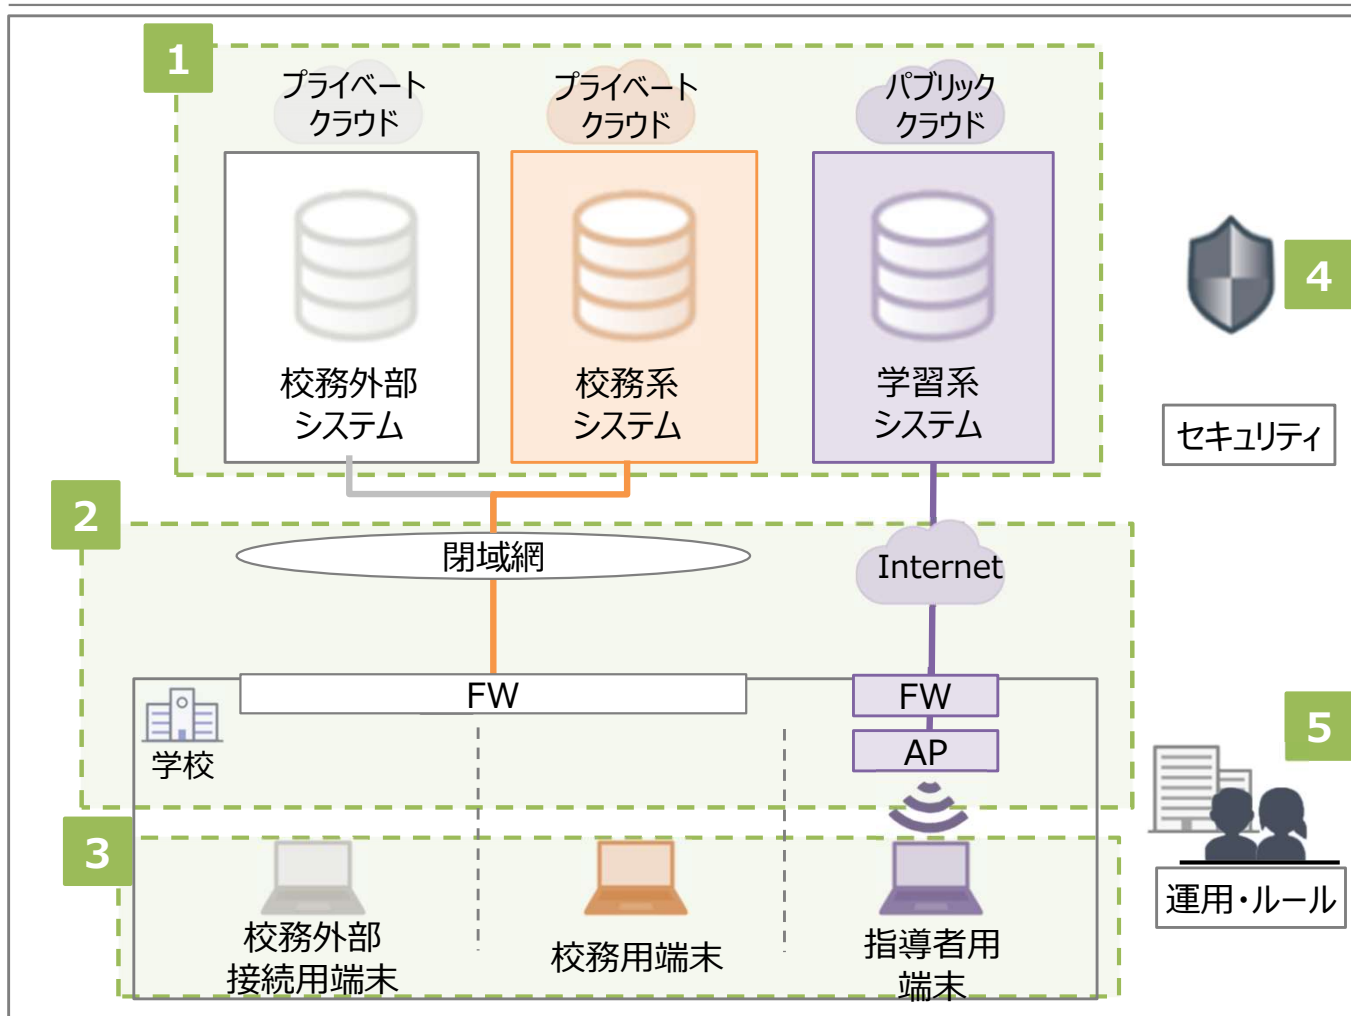 1
プライベート
クラウド
プライベート
クラウド
パブリック
クラウド
校務外部
システム
校務系
システム
学習系
システム
4
セキュリティ
2
閉域網
Internet
FW
FW
AP
学校
5
運用・ルール
3
校務外部
接続用端末
校務用端末
指導者用
端末